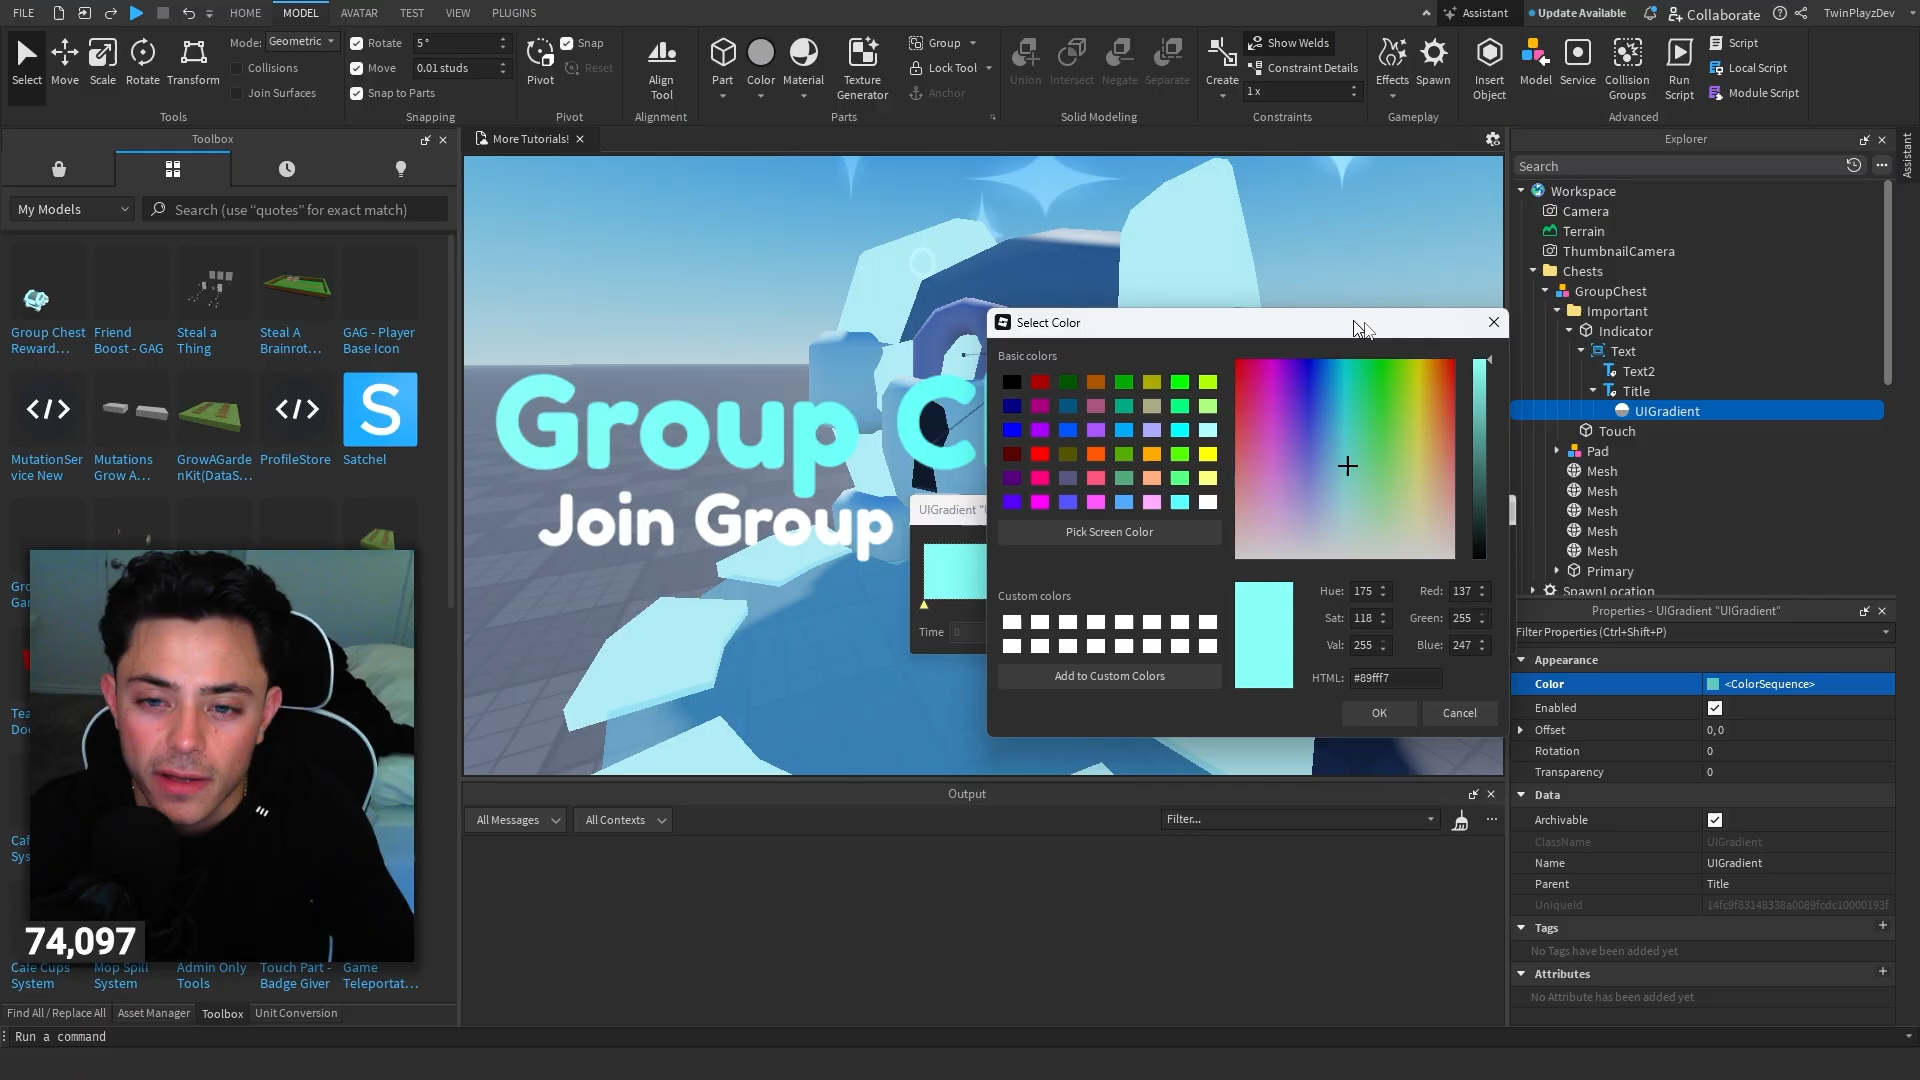 FILE HOME MODEL AVATAR TEST VIEW PLUGINS Assistant Update Available Collaborate TwinPlayzDev
Select Move Scale Rotate Transform
Mode: Geometric
Collisions
Join Surfaces
Tools
Rotate 5°
Move 0.01 studs
Snap to Parts
Snapping
Pivot
Snap
Reset
Pivot
Align Tool
Alignment
Part Color Material Texture Generator
Group
Lock Tool
Anchor
Parts
Union Intersect Negate Separate
Solid Modeling
Create
Show Welds
Constraint Details
1 x
Constraints
Effects Spawn
Gameplay
Insert Object Model Service Collision Groups Run Script
Script
Local Script
Module Script
Advanced
Toolbox
My Models
Search (use “quotes” for exact match)
Group Chest Reward...
Friend Boost - GAG
Steal a Thing
Steal A Brainrot...
GAG - Player Base Icon
MutationSer vice New
Mutations Grow A...
GrowAGarde nKit(DataS...
ProfileStore
S
Satchel
74,097
Cafe Cups System
Mop Spill System
Admin Only Tools
Touch Part - Badge Giver
Game Teleportat...
Find All / Replace All Asset Manager Toolbox Unit Conversion
Run a command
More Tutorials!
Group C
Join Group
UIGradient "U
Time 0
Select Color
Basic colors
Pick Screen Color
Custom colors
Add to Custom Colors
Hue: 175 Red: 137
Sat: 118 Green: 255
Val: 255 Blue: 247
HTML: #89fff7
OK Cancel
Output
All Messages All Contexts Filter...
Explorer
Assistant
Search
Workspace
Camera
Terrain
ThumbnailCamera
Chests
GroupChest
Important
Indicator
Text
Text2
Title
UIGradient
Touch
Pad
Mesh
Mesh
Mesh
Mesh
Mesh
Primary
SpawnLocation
Properties - UIGradient "UIGradient"
Filter Properties (Ctrl+Shift+P)
Appearance
Color <ColorSequence>
Enabled
Offset 0, 0
Rotation 0
Transparency 0
Data
Archivable
ClassName UIGradient
Name UIGradient
Parent Title
UniqueId
Tags
No Tags have been added yet
Attributes
No Attribute has been added yet